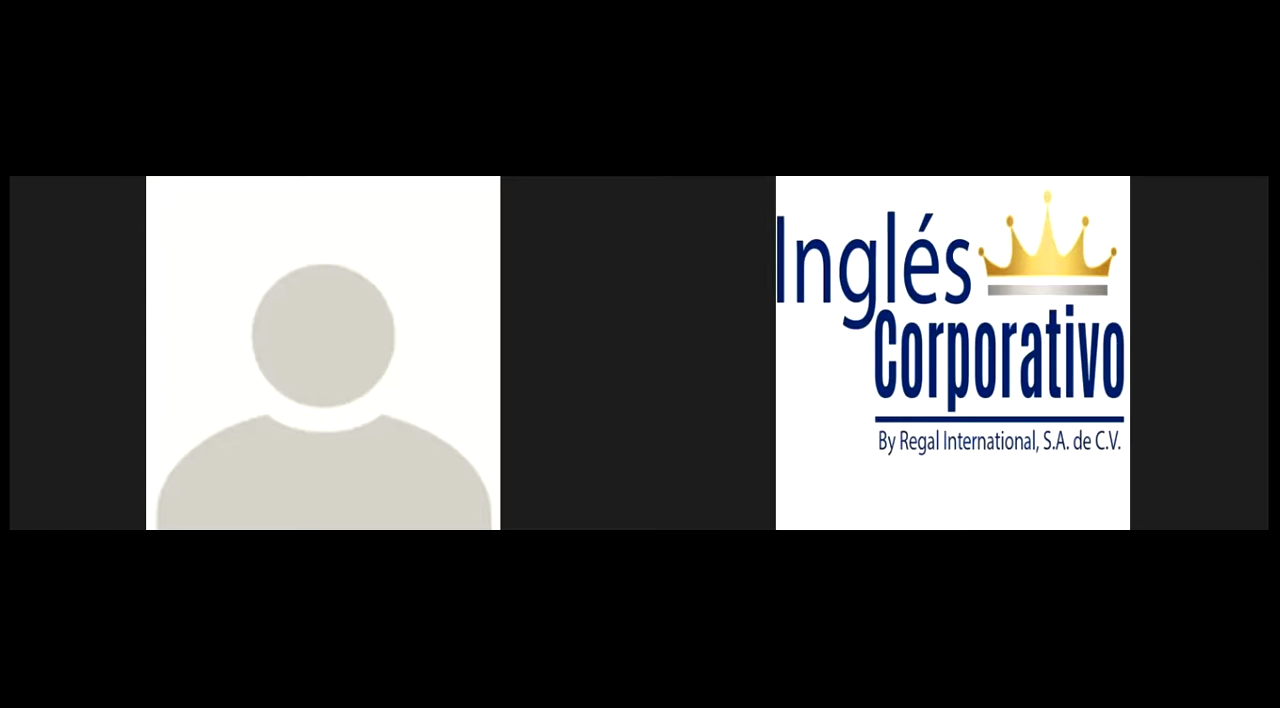 Inglés
Corporativo
By Regal International, S.A. de C.V.